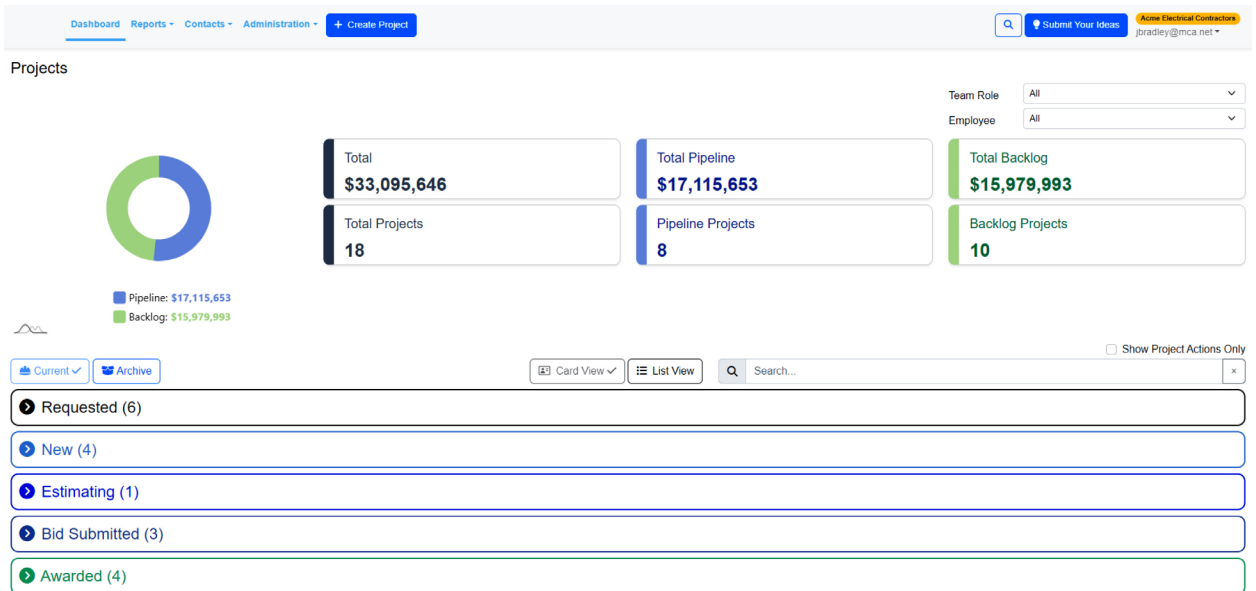 Dashboard Reports Contacts Administration + Create Project Submit Your Ideas Acme Electrical Contractors
jbradley@mca.net
Projects
Team Role All
Employee All
Total
$33,095,646
Total Pipeline
$17,115,653
Total Backlog
$15,979,993
Total Projects
18
Pipeline Projects
8
Backlog Projects
10
Pipeline: $17,115,653
Backlog: $15,979,993
Show Project Actions Only
Current Archive Card View List View Search... ×
Requested (6)
New (4)
Estimating (1)
Bid Submitted (3)
Awarded (4)